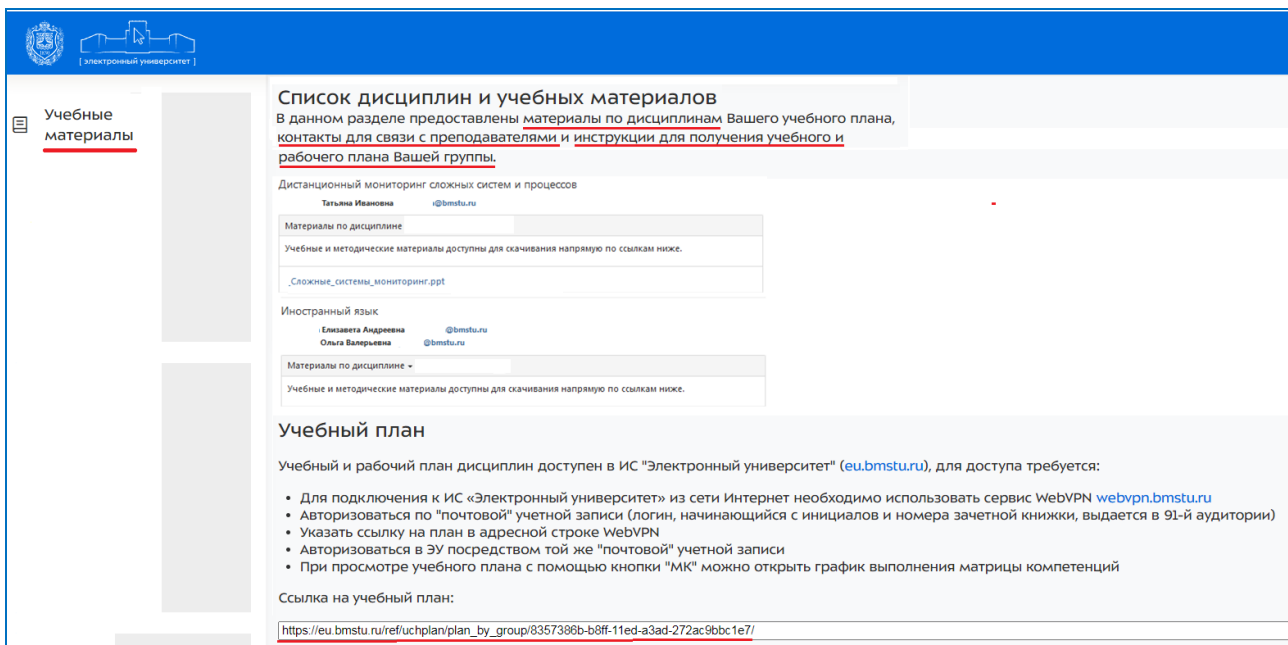 [ электронный университет ]
Учебные
материалы
Список дисциплин и учебных материалов
В данном разделе предоставлены материалы по дисциплинам Вашего учебного плана,
контакты для связи с преподавателями и инструкции для получения учебного и
рабочего плана Вашей группы.
Дистанционный мониторинг сложных систем и процессов
Татьяна Ивановна @bmstu.ru
Материалы по дисциплине
Учебные и методические материалы доступны для скачивания напрямую по ссылкам ниже.
_Сложные_системы_мониторинг.ppt
Иностранный язык
Елизавета Андреевна @bmstu.ru
Ольга Валерьевна @bmstu.ru
Материалы по дисциплине
Учебные и методические материалы доступны для скачивания напрямую по ссылкам ниже.
Учебный план
Учебный и рабочий план дисциплин доступен в ИС "Электронный университет" (eu.bmstu.ru), для доступа требуется:
• Для подключения к ИС «Электронный университет» из сети Интернет необходимо использовать сервис WebVPN webvpn.bmstu.ru
• Авторизоваться по "почтовой" учетной записи (логин, начинающийся с инициалов и номера зачетной книжки, выдается в 91-й аудитории)
• Указать ссылку на план в адресной строке WebVPN
• Авторизоваться в ЭУ посредством той же "почтовой" учетной записи
• При просмотре учебного плана с помощью кнопки "МК" можно открыть график выполнения матрицы компетенций
Ссылка на учебный план:
https://eu.bmstu.ru/ref/uchplan/plan_by_group/8357386b-b8ff-11ed-a3ad-272ac9bbc1e7/